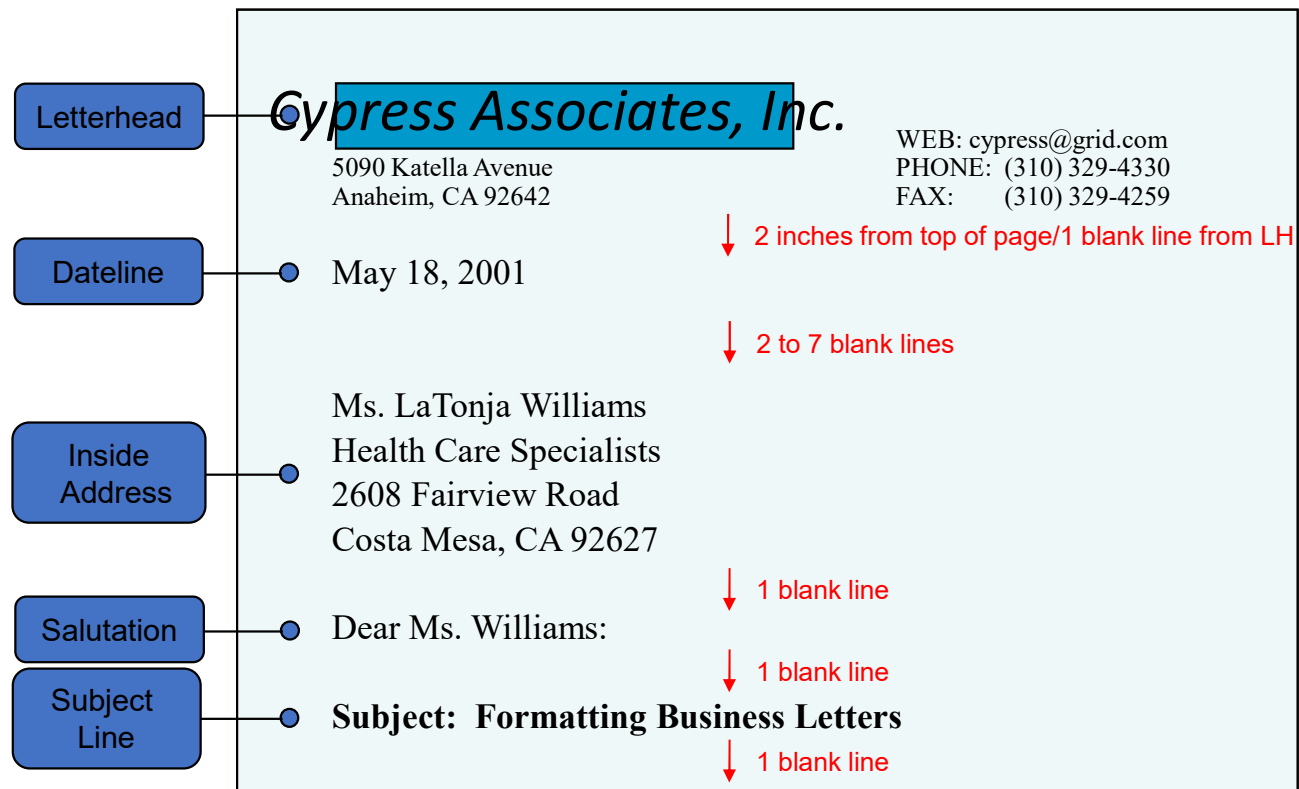 Letterhead
Cypress Associates, Inc.
5090 Katella Avenue
Anaheim, CA 92642
WEB: cypress@grid.com
PHONE: (310) 329-4330
FAX: (310) 329-4259
2 inches from top of page/1 blank line from LH
Dateline
May 18, 2001
2 to 7 blank lines
Inside
Address
Ms. LaTonja Williams
Health Care Specialists
2608 Fairview Road
Costa Mesa, CA 92627
1 blank line
Salutation
Dear Ms. Williams:
1 blank line
Subject
Line
Subject: Formatting Business Letters
1 blank line